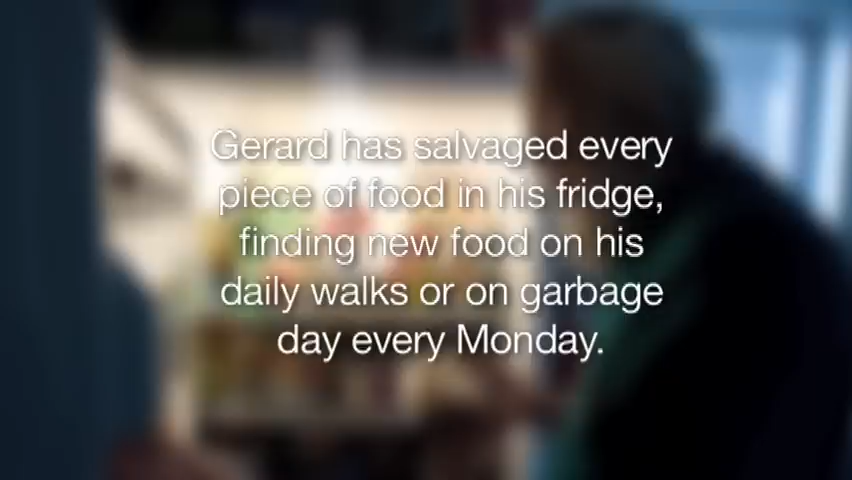 Gerard has salvaged every
piece of food in his fridge,
finding new food on his
daily walks or on garbage
day every Monday.